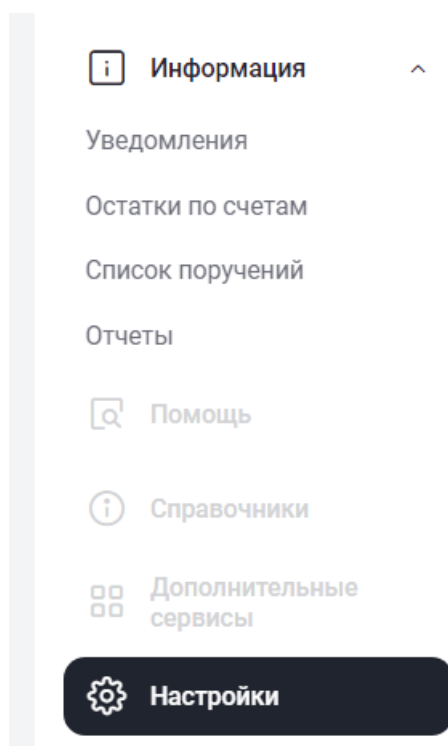 Информация
Уведомления
Остатки по счетам
Список поручений
Отчеты
Помощь
Справочники
Дополнительные
сервисы
Настройки